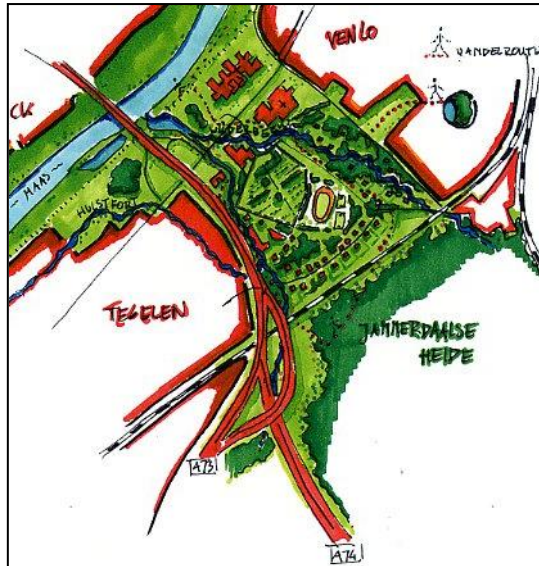 VENLO
WANDELROUTE
CK
MAAS
HULSTFORT
TEGELEN
JAMMERDAALSE
HEIDE
A73
A74